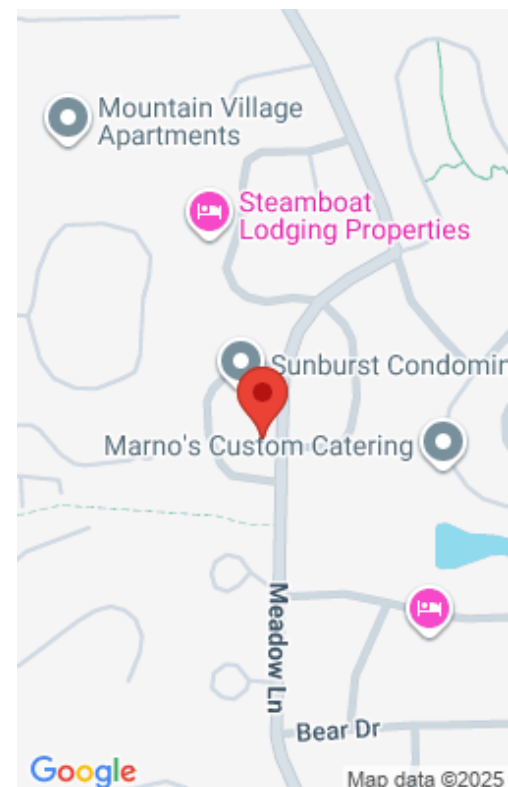 Mountain Village
Apartments
Steamboat
Lodging Properties
Sunburst Condomin
Marno's Custom Catering
Meadow Ln
Bear Dr
Google
Map data ©2025